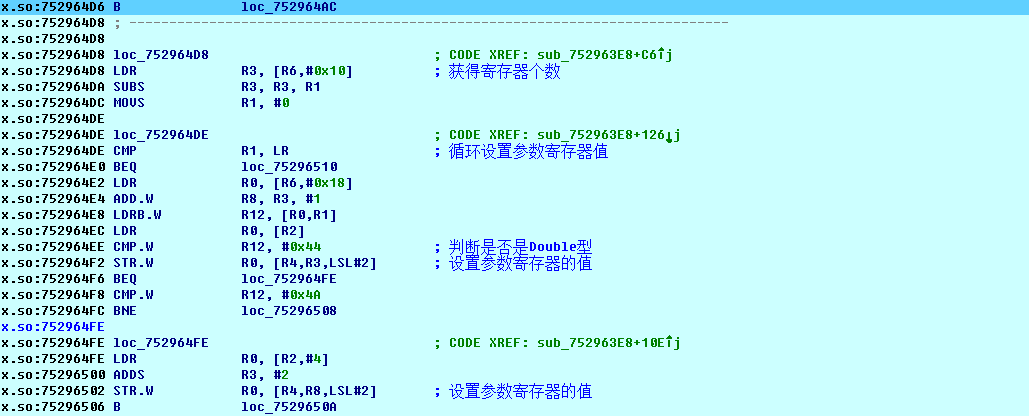 x.so:752964D6 B loc_752964AC
x.so:752964D8 ; ---------------------------------------------------------------------------
x.so:752964D8
x.so:752964D8 loc_752964D8 ; CODE XREF: sub_752963E8+C6↑j
x.so:752964D8 LDR R3, [R6,#0x10] ; 获得寄存器个数
x.so:752964DA SUBS R3, R3, R1
x.so:752964DC MOVS R1, #0
x.so:752964DE
x.so:752964DE loc_752964DE ; CODE XREF: sub_752963E8+126↓j
x.so:752964DE CMP R1, LR ; 循环设置参数寄存器值
x.so:752964E0 BEQ loc_75296510
x.so:752964E2 LDR R0, [R6,#0x18]
x.so:752964E4 ADD.W R8, R3, #1
x.so:752964E8 LDRB.W R12, [R0,R1]
x.so:752964EC LDR R0, [R2]
x.so:752964EE CMP.W R12, #0x44 ; 判断是否是Double型
x.so:752964F2 STR.W R0, [R4,R3,LSL#2] ; 设置参数寄存器的值
x.so:752964F6 BEQ loc_752964FE
x.so:752964F8 CMP.W R12, #0x4A
x.so:752964FC BNE loc_75296508
x.so:752964FE
x.so:752964FE loc_752964FE ; CODE XREF: sub_752963E8+10E↑j
x.so:752964FE LDR R0, [R2,#4]
x.so:75296500 ADDS R3, #2
x.so:75296502 STR.W R0, [R4,R8,LSL#2] ; 设置参数寄存器的值
x.so:75296506 B loc_7529650A